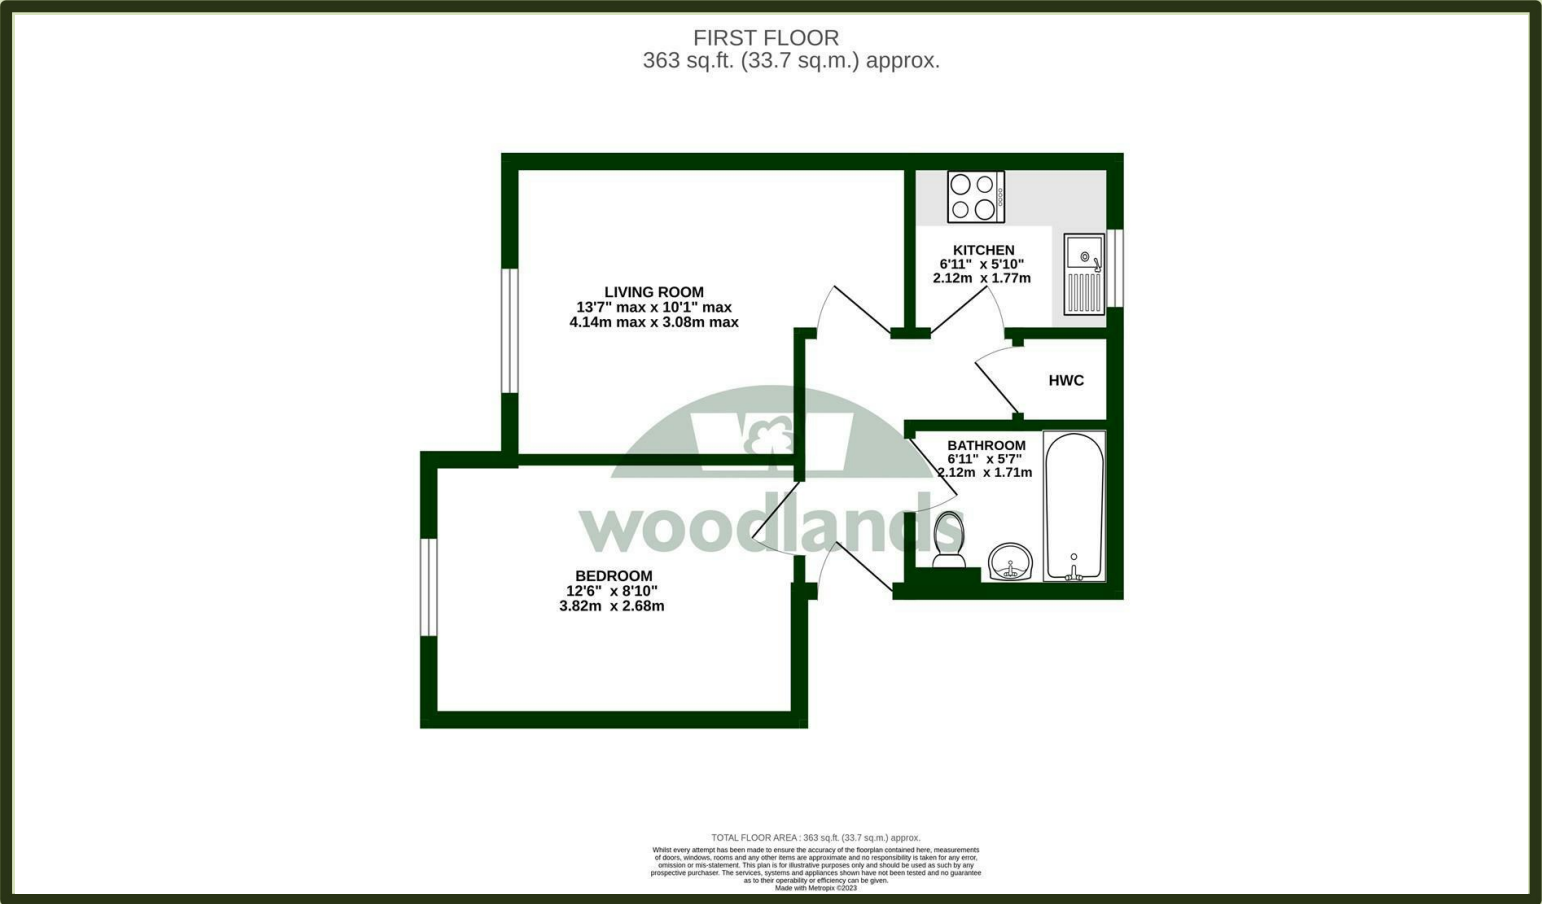 FIRST FLOOR
363 sq.ft. (33.7 sq.m.) approx.
KITCHEN
6'11" x 5'10"
2.12m x 1.77m
LIVING ROOM
13'7" max x 10'1" max
4.14m max x 3.08m max
HWC
BATHROOM
6'11" x 5'7"
2.12m x 1.71m
woodlands
BEDROOM
12'6" x 8'10"
3.82m x 2.68m
TOTAL FLOOR AREA : 363 sq.ft. (33.7 sq.m.) approx.
Whilst every attempt has been made to ensure the accuracy of the floorplan contained here, measurements
of doors, windows, rooms and any other items are approximate and no responsibility is taken for any error,
omission or mis-statement. This plan is for illustrative purposes only and should be used as such by any
prospective purchaser. The services, systems and appliances shown have not been tested and no guarantee
as to their operability or efficiency can be given.
Made with Metropix ©2023